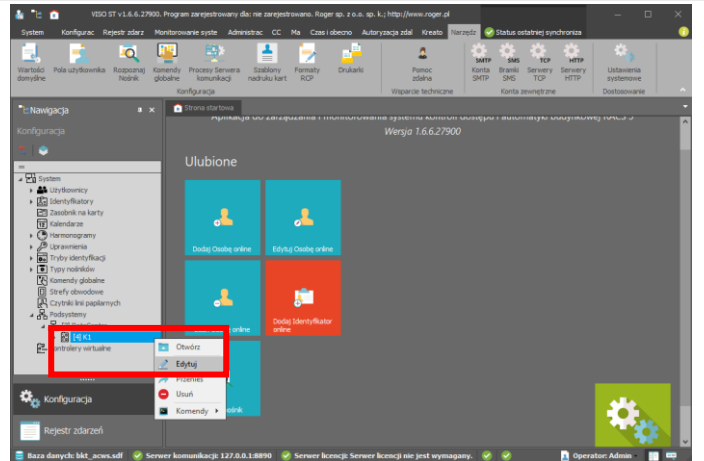 VISO ST v1.6.6.27900. Program zarejestrowany dla: nie zarejestrowano. Roger sp. z o.o. sp. k.; http://www.roger.pl
System Konfigurac Rejestr zdarz Monitorowanie syste Administrac CC Ma Czas i obecno Autoryzacja zdal Kreato Narzędz Status ostatniej synchroniza
Wartości domyślne
Pola użytkownika
Rozpoznaj Nośnik
Komendy globalne
Procesy Serwera komunikacji
Szablony nadruku kart
Formaty RCP
Drukarki
Pomoc zdalna
SMTP
Konta SMTP
SMS
Bramki SMS
TCP
Serwery TCP
HTTP
Serwery HTTP
Ustawienia systemowe
Konfiguracja Wsparcie techniczne Konta zewnętrzne Dostosowanie
Nawigacja
Konfiguracja
=
System
Użytkownicy
Identyfikatory
Zasobnik na karty
Kalendarze
Harmonogramy
Uprawnienia
Tryby identyfikacji
Typy nośników
Komendy globalne
Strefy obwodowe
Czytniki linii papilarnych
Podsystemy
[4] K1
Kontrolery wirtualne
Otwórz
Edytuj
Przenieś
Usuń
Komendy
Konfiguracja
Rejestr zdarzeń
Strona startowa
Aplikacja do zarządzania i monitorowania systemu kontroli dostępu i automatyki budynkowej RACS 5
Wersja 1.6.6.27900
Ulubione
Dodaj Osobę online
Edytuj Osobę online
online
Dodaj Identyfikator online
Baza danych: bkt_acws.sdf Serwer komunikacji: 127.0.0.1:8890 Serwer licencji: Serwer licencji nie jest wymagany. Operator: Admin